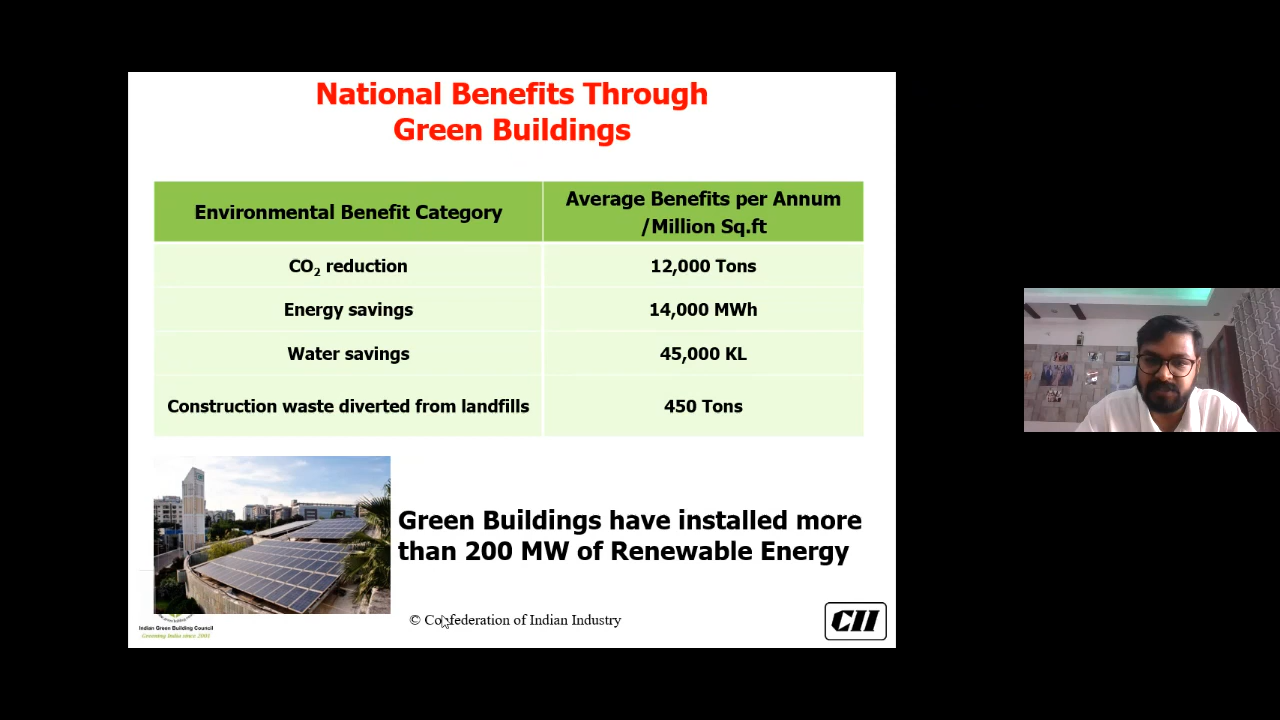 National Benefits Through
Green Buildings
Environmental Benefit Category
Average Benefits per Annum
/Million Sq.ft
CO₂ reduction
12,000 Tons
Energy savings
14,000 MWh
Water savings
45,000 KL
Construction waste diverted from landfills
450 Tons
Green Buildings have installed more
than 200 MW of Renewable Energy
© Confederation of Indian Industry
Indian Green Building Council
Greening India since 2001
CII